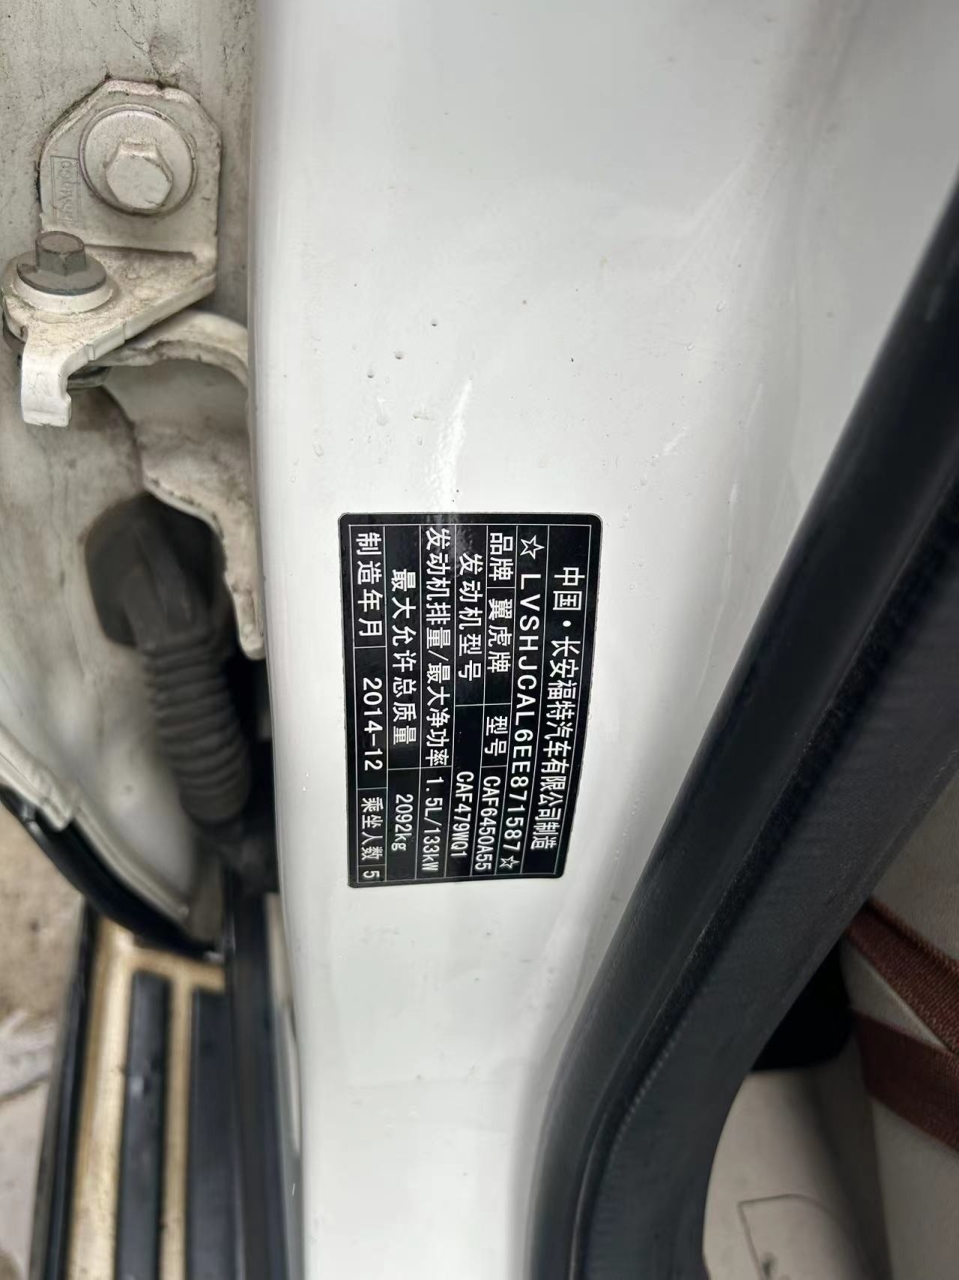 中国·长安福特汽车有限公司制造
☆LVSHJCAL6EE871587☆
品牌 翼虎牌 型号 CAF6450A55
发动机型号 CAF479WQ1
发动机排量/最大净功率 1.5L/133kW
最大允许总质量 2092kg
制造年月 2014-12 乘坐人数 5